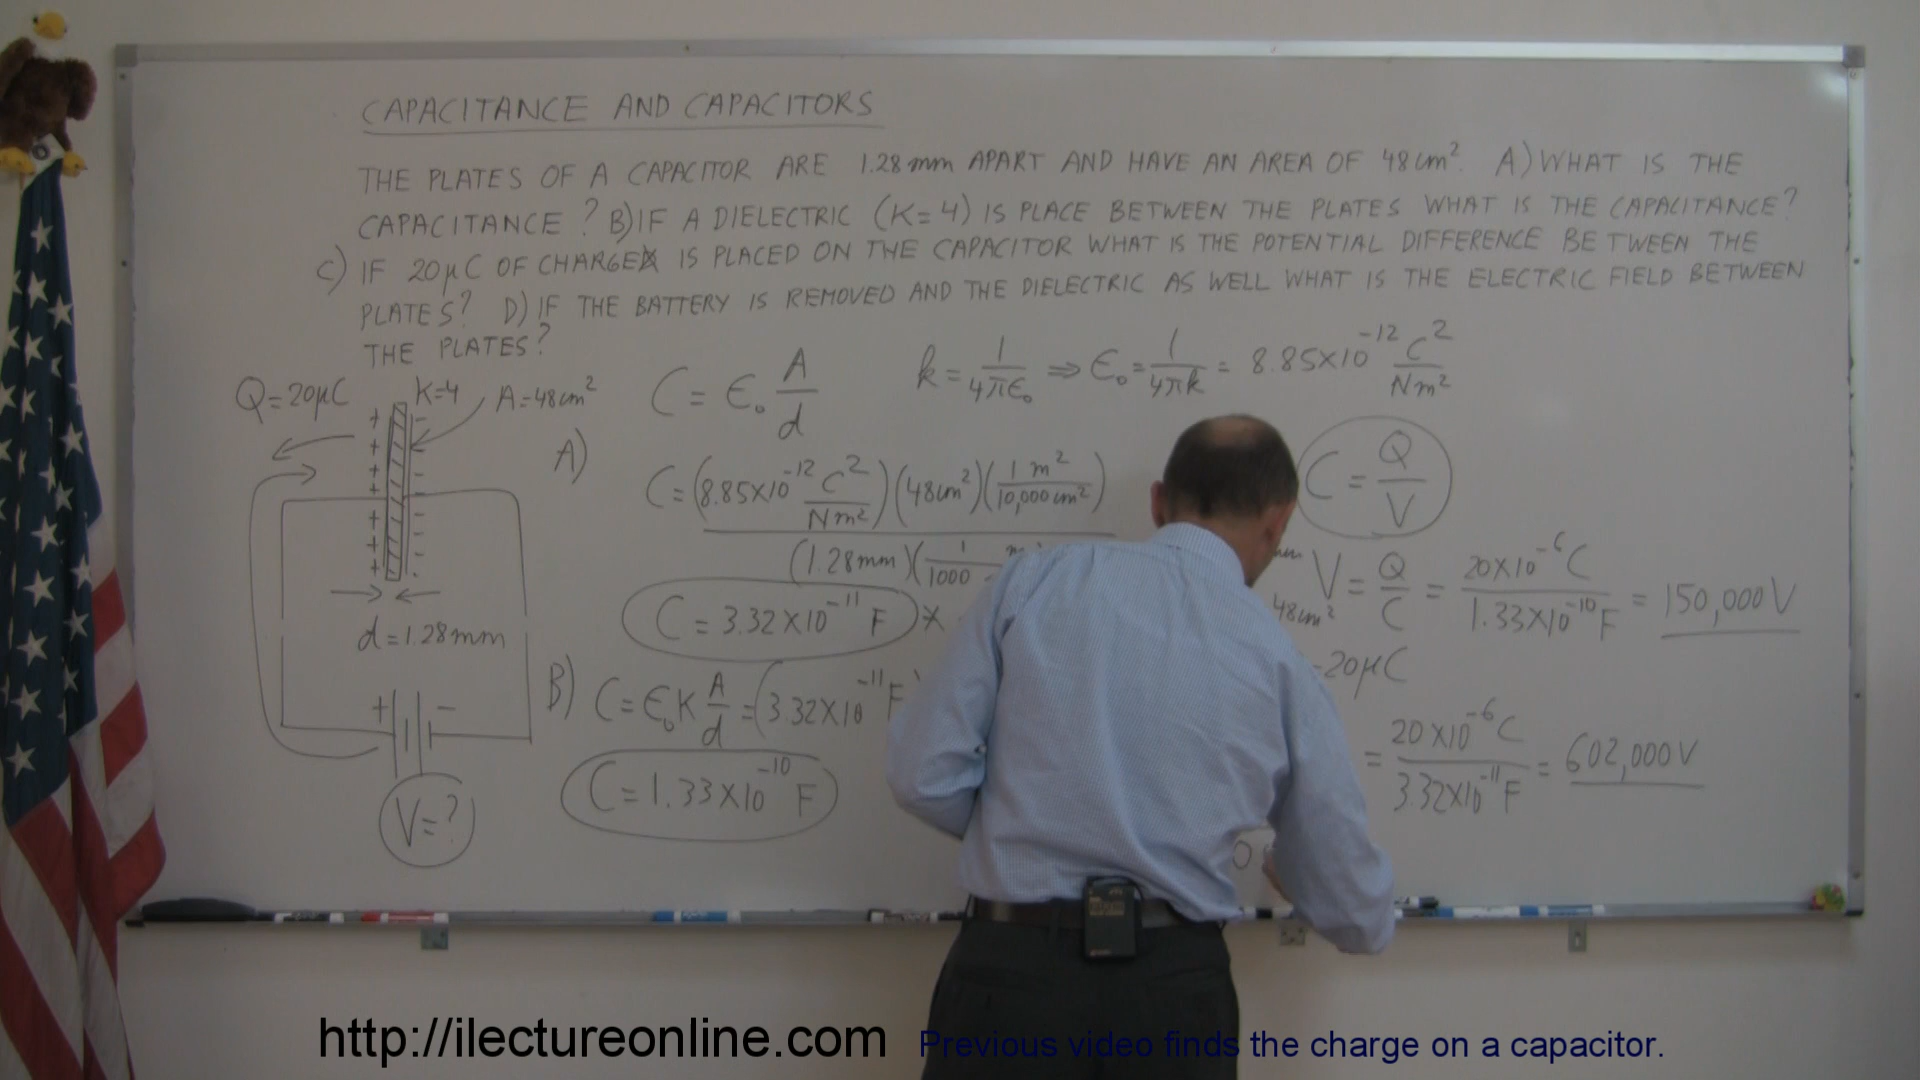 CAPACITANCE AND CAPACITORS
THE PLATES OF A CAPACITOR ARE 1.28 mm APART AND HAVE AN AREA OF 48 cm². A) WHAT IS THE
CAPACITANCE? B) IF A DIELECTRIC (K=4) IS PLACE BETWEEN THE PLATES WHAT IS THE CAPACITANCE?
C) IF 20μC OF CHARGE IS PLACED ON THE CAPACITOR WHAT IS THE POTENTIAL DIFFERENCE BETWEEN THE
PLATES? D) IF THE BATTERY IS REMOVED AND THE DIELECTRIC AS WELL WHAT IS THE ELECTRIC FIELD BETWEEN
THE PLATES?
Q=20μC K=4 A=48cm²
d=1.28mm
+ −
V=?
C = ε₀ A/d
k = 1/4πε₀ ⇒ ε₀ = 1/4πk = 8.85×10⁻¹² C²/Nm²
A)
C = (8.85×10⁻¹² C²/Nm²)(48cm²)(1 m²/10,000 cm²)
(1.28mm)(1/1000
C = 3.32×10⁻¹¹ F
B) C = ε₀K A/d = (3.32×10⁻¹¹ F)
C = 1.33×10⁻¹⁰ F
C = Q/V
V = Q/C = 20×10⁻⁶ C / 1.33×10⁻¹⁰ F = 150,000 V
48cm²
=20μC
= 20×10⁻⁶ C / 3.32×10⁻¹¹ F = 602,000 V
http://ilectureonline.com
Previous video finds the charge on a capacitor.